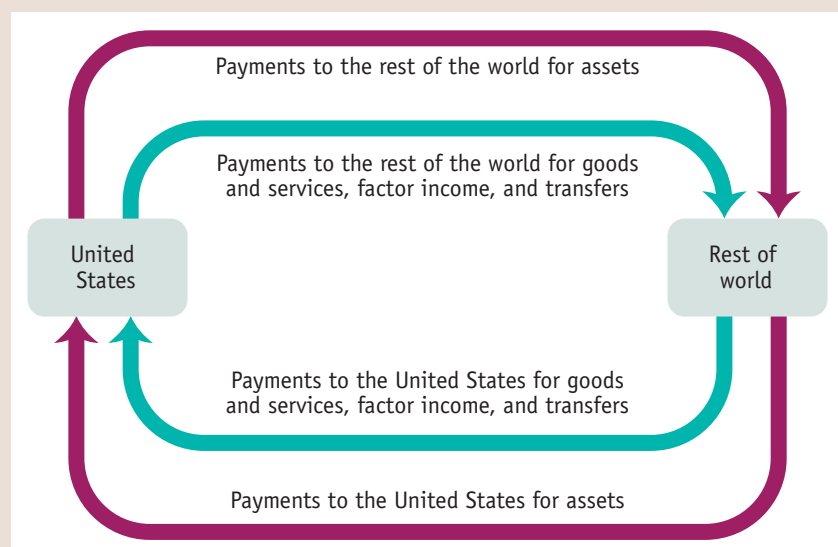 Payments to the rest of the world for assets
Payments to the rest of the world for goods
and services, factor income, and transfers
United
States
Rest of
world
Payments to the United States for goods
and services, factor income, and transfers
Payments to the United States for assets